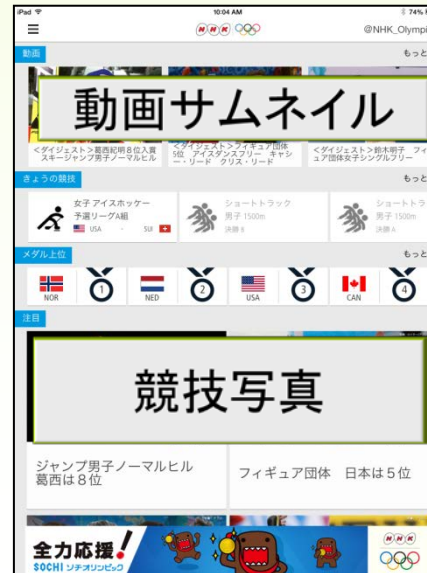 iPad 10:04 AM 74%
NHK @NHK_Olympi
動画 もっと
動画サムネイル
<ダイジェスト>葛西紀明8位入賞
スキージャンプ男子ノーマルヒル
<ダイジェスト>フィギュア団体
5位 アイスダンスフリー キャシ
ー・リード クリス・リード
<ダイジェスト>鈴木明子 フィ
ュア団体女子シングルフリー
きょうの競技 もっと
女子 アイスホッケー
予選リーグA組
USA - SUI
ショートトラック
男子 1500m
決勝 B
ショートトラ
男子 1500m
決勝 A
メダル上位 もっと
NOR 1 NED 2 USA 3 CAN 4
注目
競技写真
ジャンプ男子ノーマルヒル
葛西は8位
フィギュア団体 日本は5位
全力応援!
SOCHI ソチオリンピック
NHK